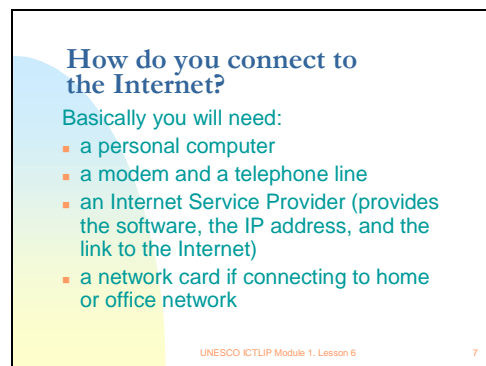 How do you connect to
the Internet?
Basically you will need:
a personal computer
a modem and a telephone line
an Internet Service Provider (provides
the software, the IP address, and the
link to the Internet)
a network card if connecting to home
or office network
UNESCO ICTLIP Module 1. Lesson 6 7